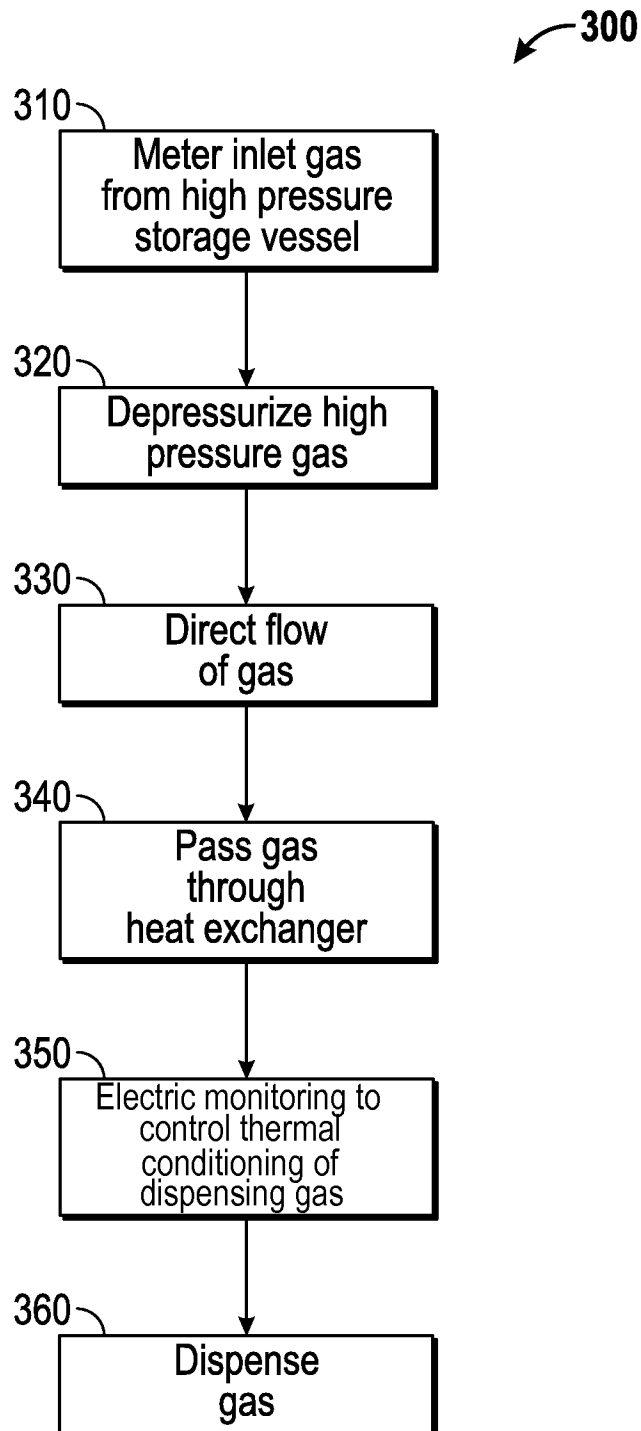 300
310
Meter inlet gas
from high pressure
storage vessel
320
Depressurize high
pressure gas
330
Direct flow
of gas
340
Pass gas
through
heat exchanger
350
Electric monitoring to
control thermal
conditioning of
dispensing gas
360
Dispense
gas